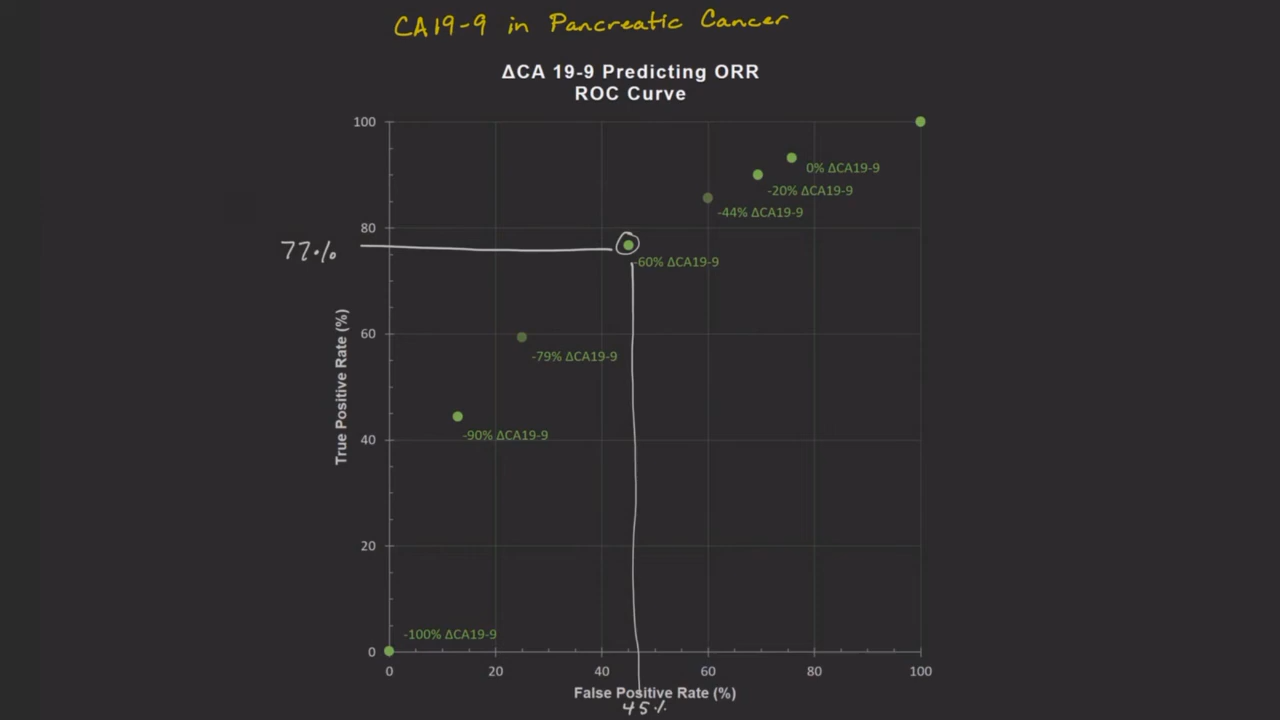 CA19-9 in Pancreatic Cancer
ΔCA 19-9 Predicting ORR
ROC Curve
100
0% ΔCA19-9
-20% ΔCA19-9
-44% ΔCA19-9
80
77%
-60% ΔCA19-9
60
-79% ΔCA19-9
True Positive Rate (%)
40
-90% ΔCA19-9
20
-100% ΔCA19-9
0
0 20 40 60 80 100
False Positive Rate (%)
45%